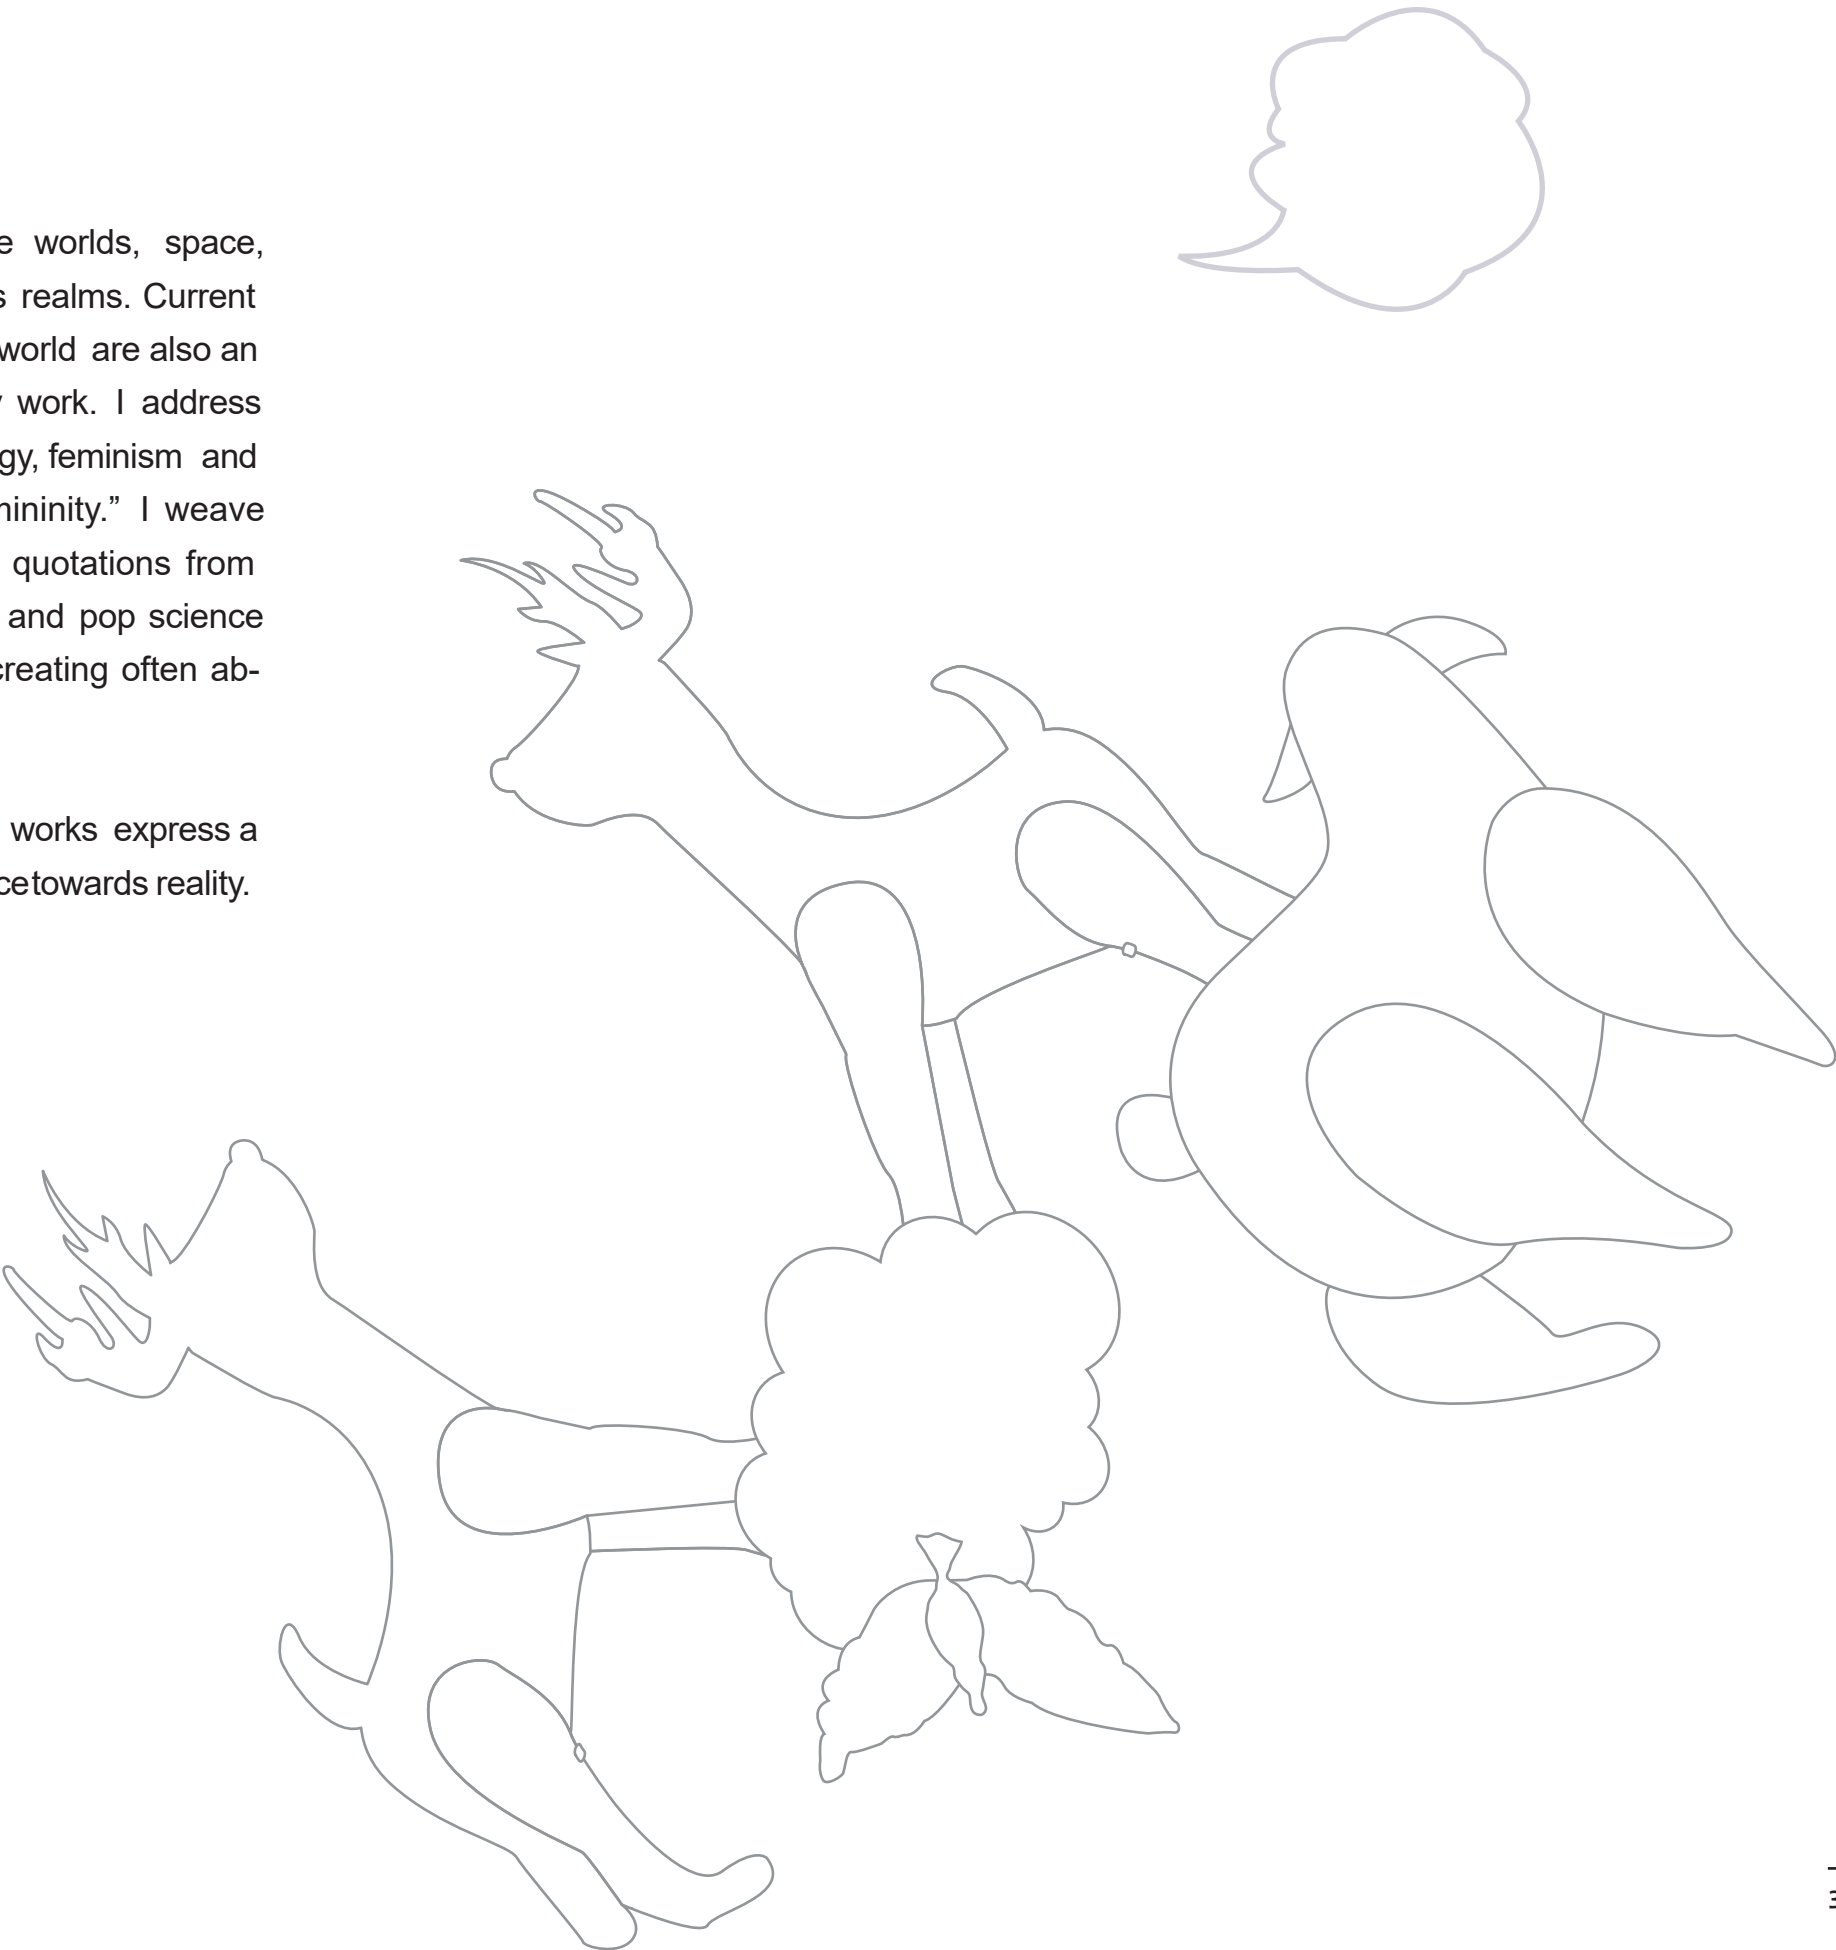 e worlds, space,
s realms. Current
world are also an
y work. I address
gy, feminism and
mininity.” I weave
quotations from
and pop science
creating often ab-
works express a
cetowards reality.
3